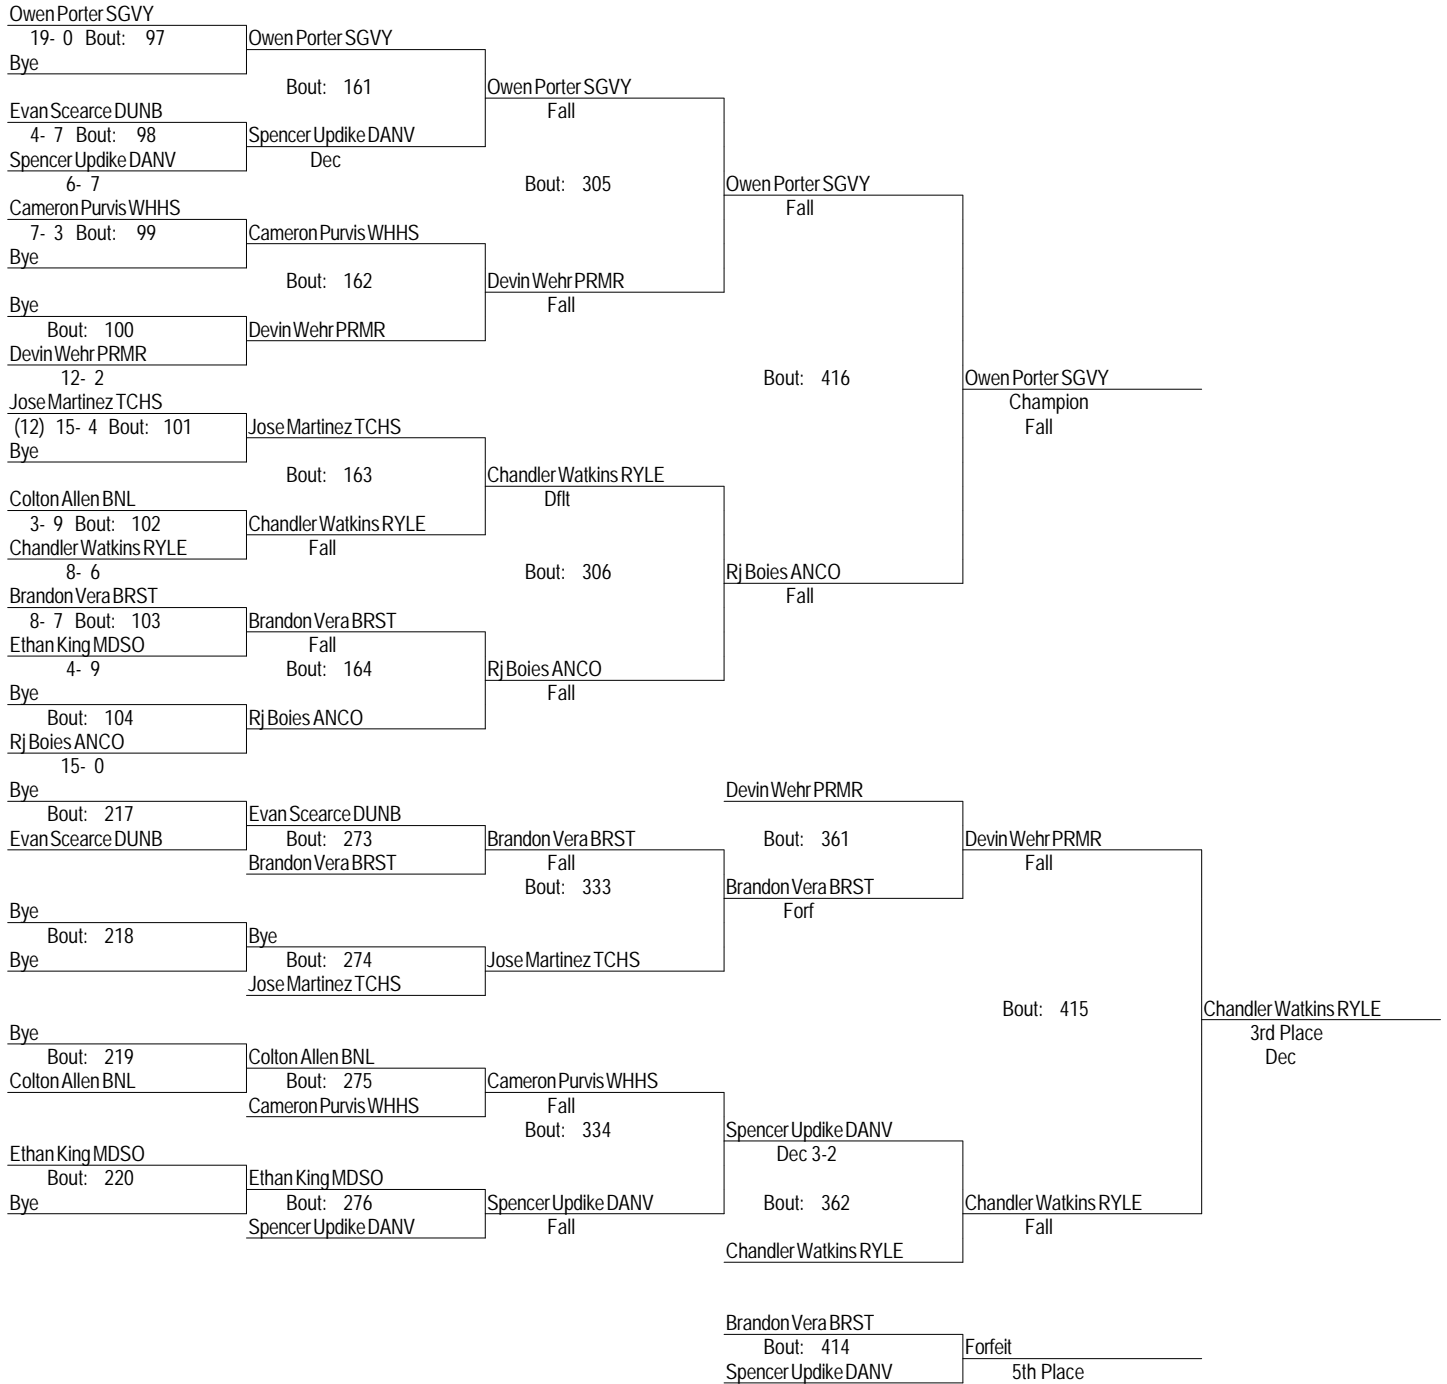 Owen Porter SGVY
19- 0 Bout: 97
Owen Porter SGVY
Bye
Bout: 161
Owen Porter SGVY
Evan Scearce DUNB
Fall
4- 7 Bout: 98
Spencer Updike DANV
Spencer Updike DANV
Dec
6- 7
Bout: 305
Owen Porter SGVY
Cameron Purvis WHHS
Fall
7- 3 Bout: 99
Cameron Purvis WHHS
Bye
Bout: 162
Devin Wehr PRMR
Bye
Fall
Bout: 100
Devin Wehr PRMR
Devin Wehr PRMR
12- 2
Bout: 416
Owen Porter SGVY
Jose Martinez TCHS
Champion
(12) 15- 4 Bout: 101
Jose Martinez TCHS
Fall
Bye
Bout: 163
Chandler Watkins RYLE
Colton Allen BNL
Dflt
3- 9 Bout: 102
Chandler Watkins RYLE
Chandler Watkins RYLE
Fall
8- 6
Bout: 306
Rj Boies ANCO
Brandon Vera BRST
Fall
8- 7 Bout: 103
Brandon Vera BRST
Ethan King MDSO
Fall
4- 9
Bout: 164
Rj Boies ANCO
Bye
Fall
Bout: 104
Rj Boies ANCO
Rj Boies ANCO
15- 0
Bye
Devin Wehr PRMR
Bout: 217
Evan Scearce DUNB
Evan Scearce DUNB
Bout: 273
Brandon Vera BRST
Bout: 361
Devin Wehr PRMR
Brandon Vera BRST
Fall
Fall
Bout: 333
Brandon Vera BRST
Bye
Forf
Bout: 218
Bye
Bye
Bout: 274
Jose Martinez TCHS
Jose Martinez TCHS
Bout: 415
Chandler Watkins RYLE
Bye
3rd Place
Bout: 219
Colton Allen BNL
Dec
Colton Allen BNL
Bout: 275
Cameron Purvis WHHS
Cameron Purvis WHHS
Fall
Bout: 334
Spencer Updike DANV
Ethan King MDSO
Dec 3-2
Bout: 220
Ethan King MDSO
Bye
Bout: 276
Spencer Updike DANV
Bout: 362
Chandler Watkins RYLE
Spencer Updike DANV
Fall
Fall
Chandler Watkins RYLE
Brandon Vera BRST
Bout: 414
Forfeit
Spencer Updike DANV
5th Place